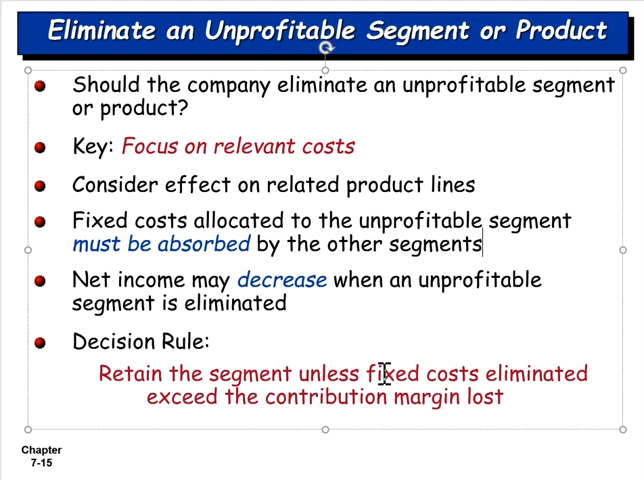 Eliminate an Unprofitable Segment or Product
Should the company eliminate an unprofitable segment
or product?
Key: Focus on relevant costs
Consider effect on related product lines
Fixed costs allocated to the unprofitable segment
must be absorbed by the other segments
Net income may decrease when an unprofitable
segment is eliminated
Decision Rule:
Retain the segment unless fixed costs eliminated
exceed the contribution margin lost
Chapter
7-15